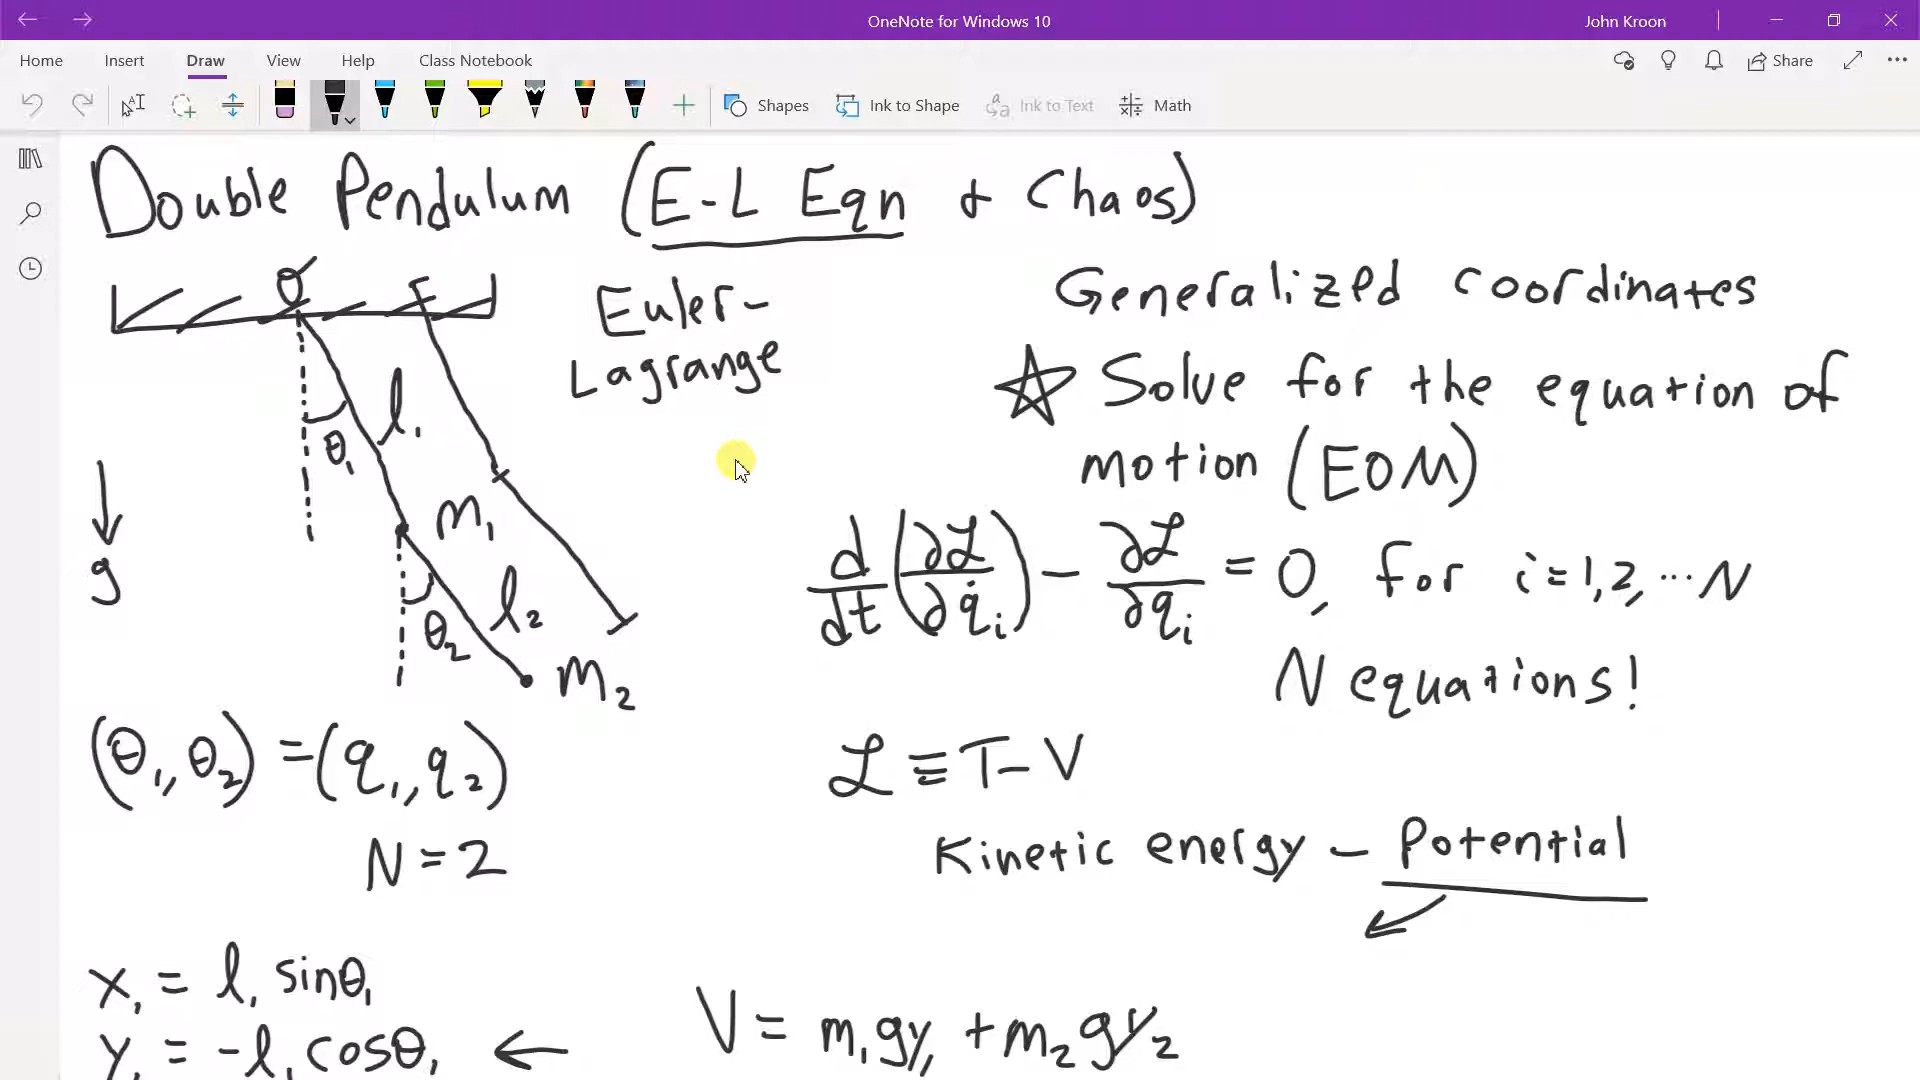 OneNote for Windows 10
John Kroon
Home Insert Draw View Help Class Notebook
Share
Shapes Ink to Shape Ink to Text Math
Double Pendulum (E-L Eqn + Chaos)
Euler-
Lagrange
l₁
θ₁
m₁
g
l₂
θ₂
m₂
(θ₁, θ₂) = (q₁, q₂)
N = 2
x₁ = l₁ sinθ₁
y₁ = -l₁ cosθ₁ ←
Generalized coordinates
☆ Solve for the equation of
motion (EOM)
d/dt (∂ℒ/∂q̇ᵢ) - ∂ℒ/∂qᵢ = 0, for i = 1, 2, ... N
N equations!
ℒ ≡ T - V
Kinetic energy - Potential
V = m₁gy₁ + m₂gy₂